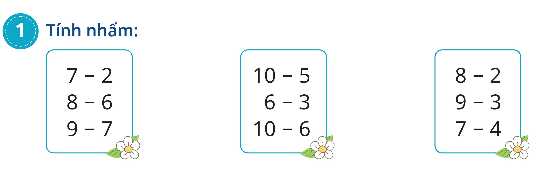 1 Tính nhẩm:
7 – 2
8 – 6
9 – 7
10 – 5
6 – 3
10 – 6
8 – 2
9 – 3
7 – 4